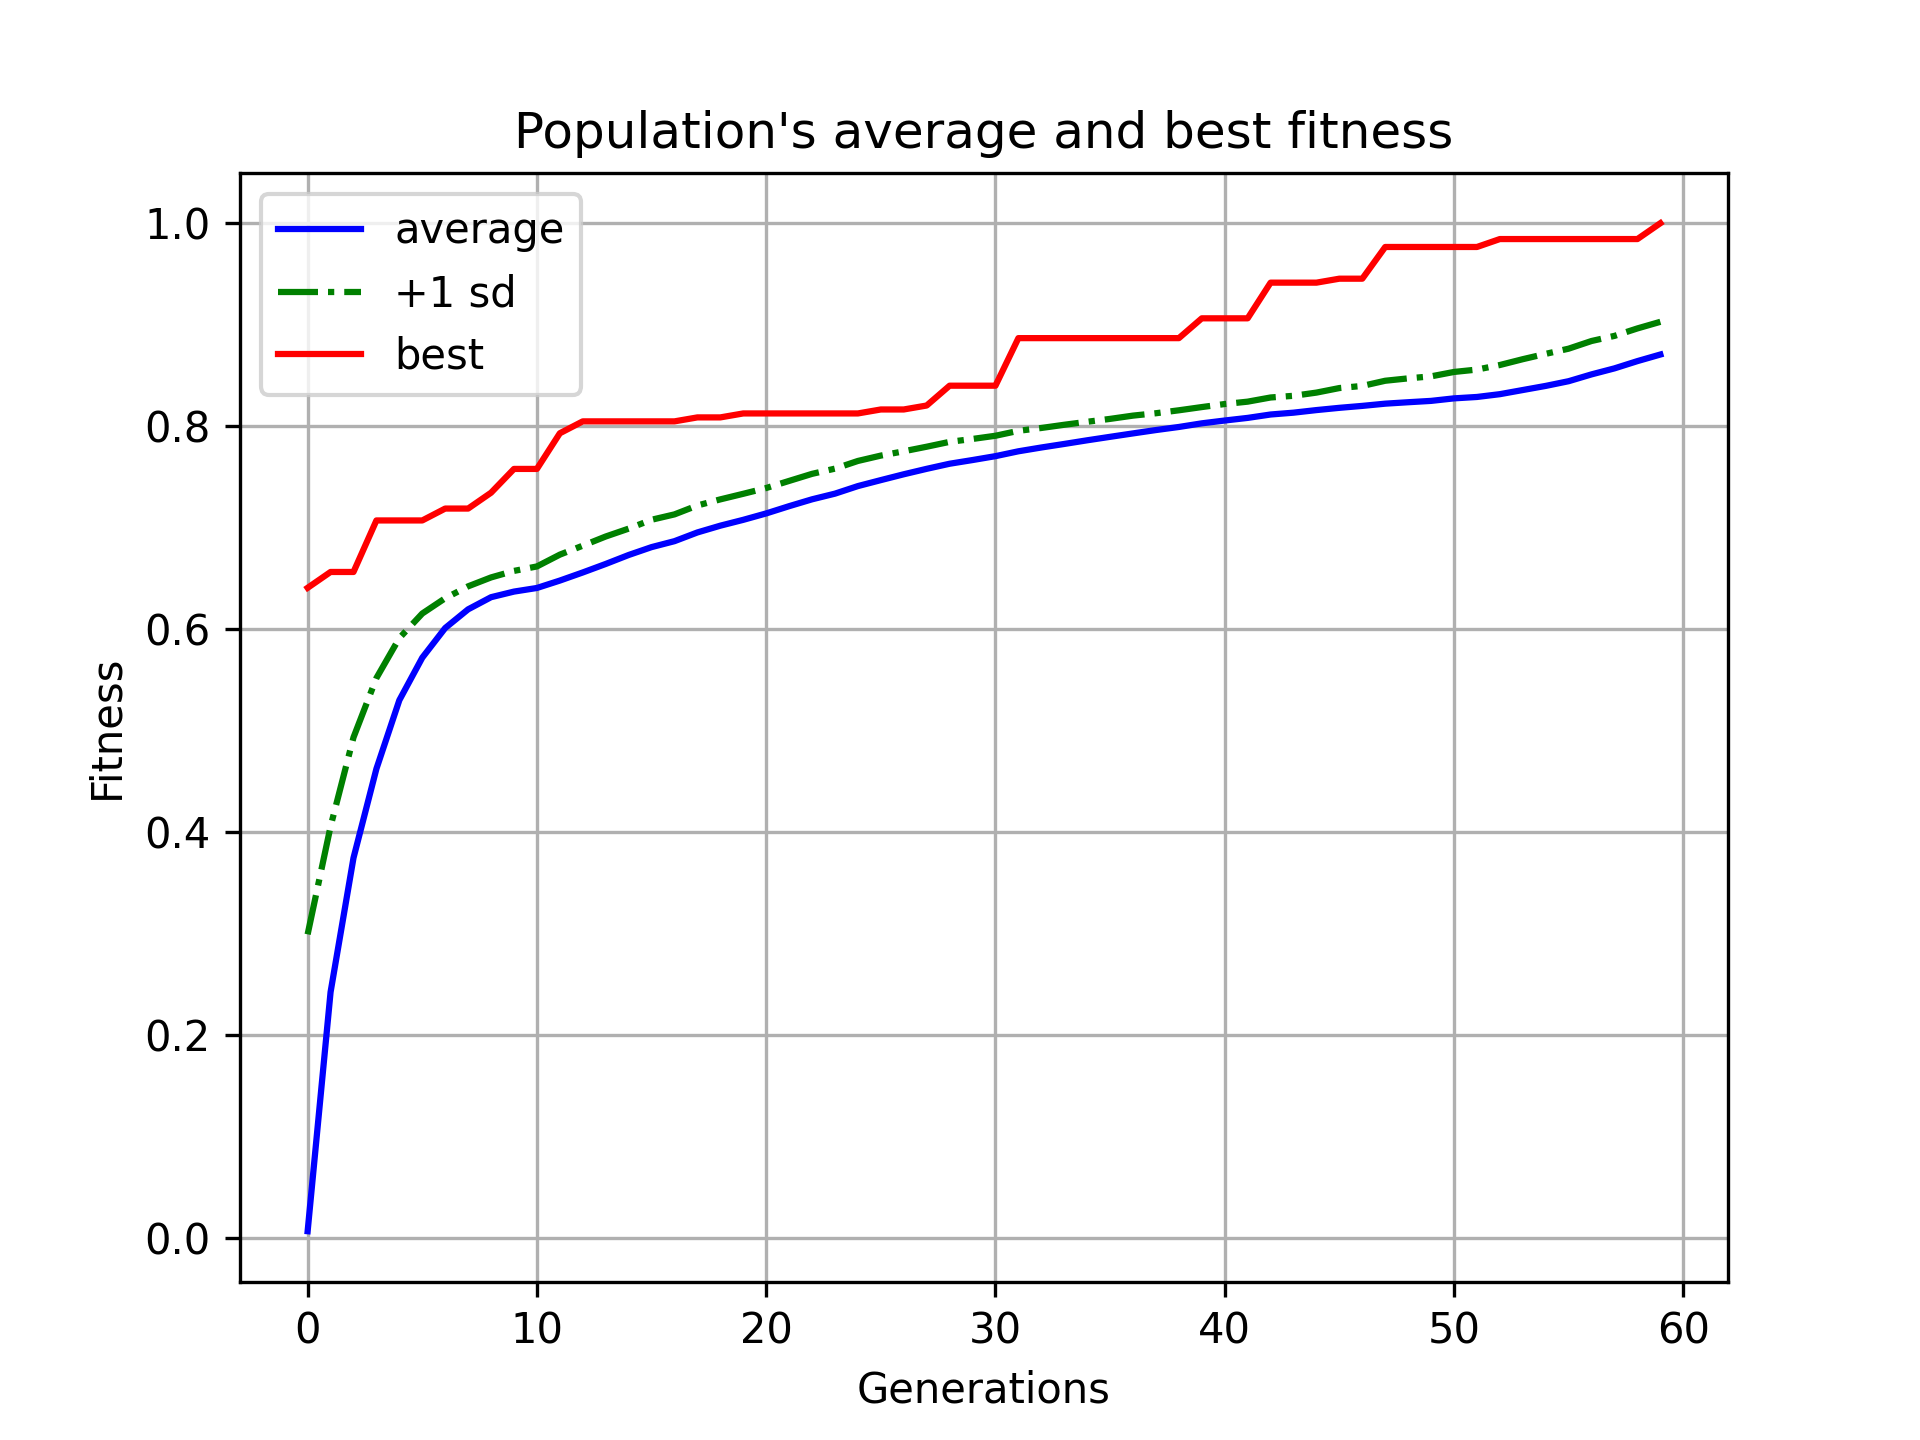 Population's average and best fitness
average
+1 sd
best
1.0
0.8
0.6
0.4
0.2
0.0
Fitness
0 10 20 30 40 50 60
Generations